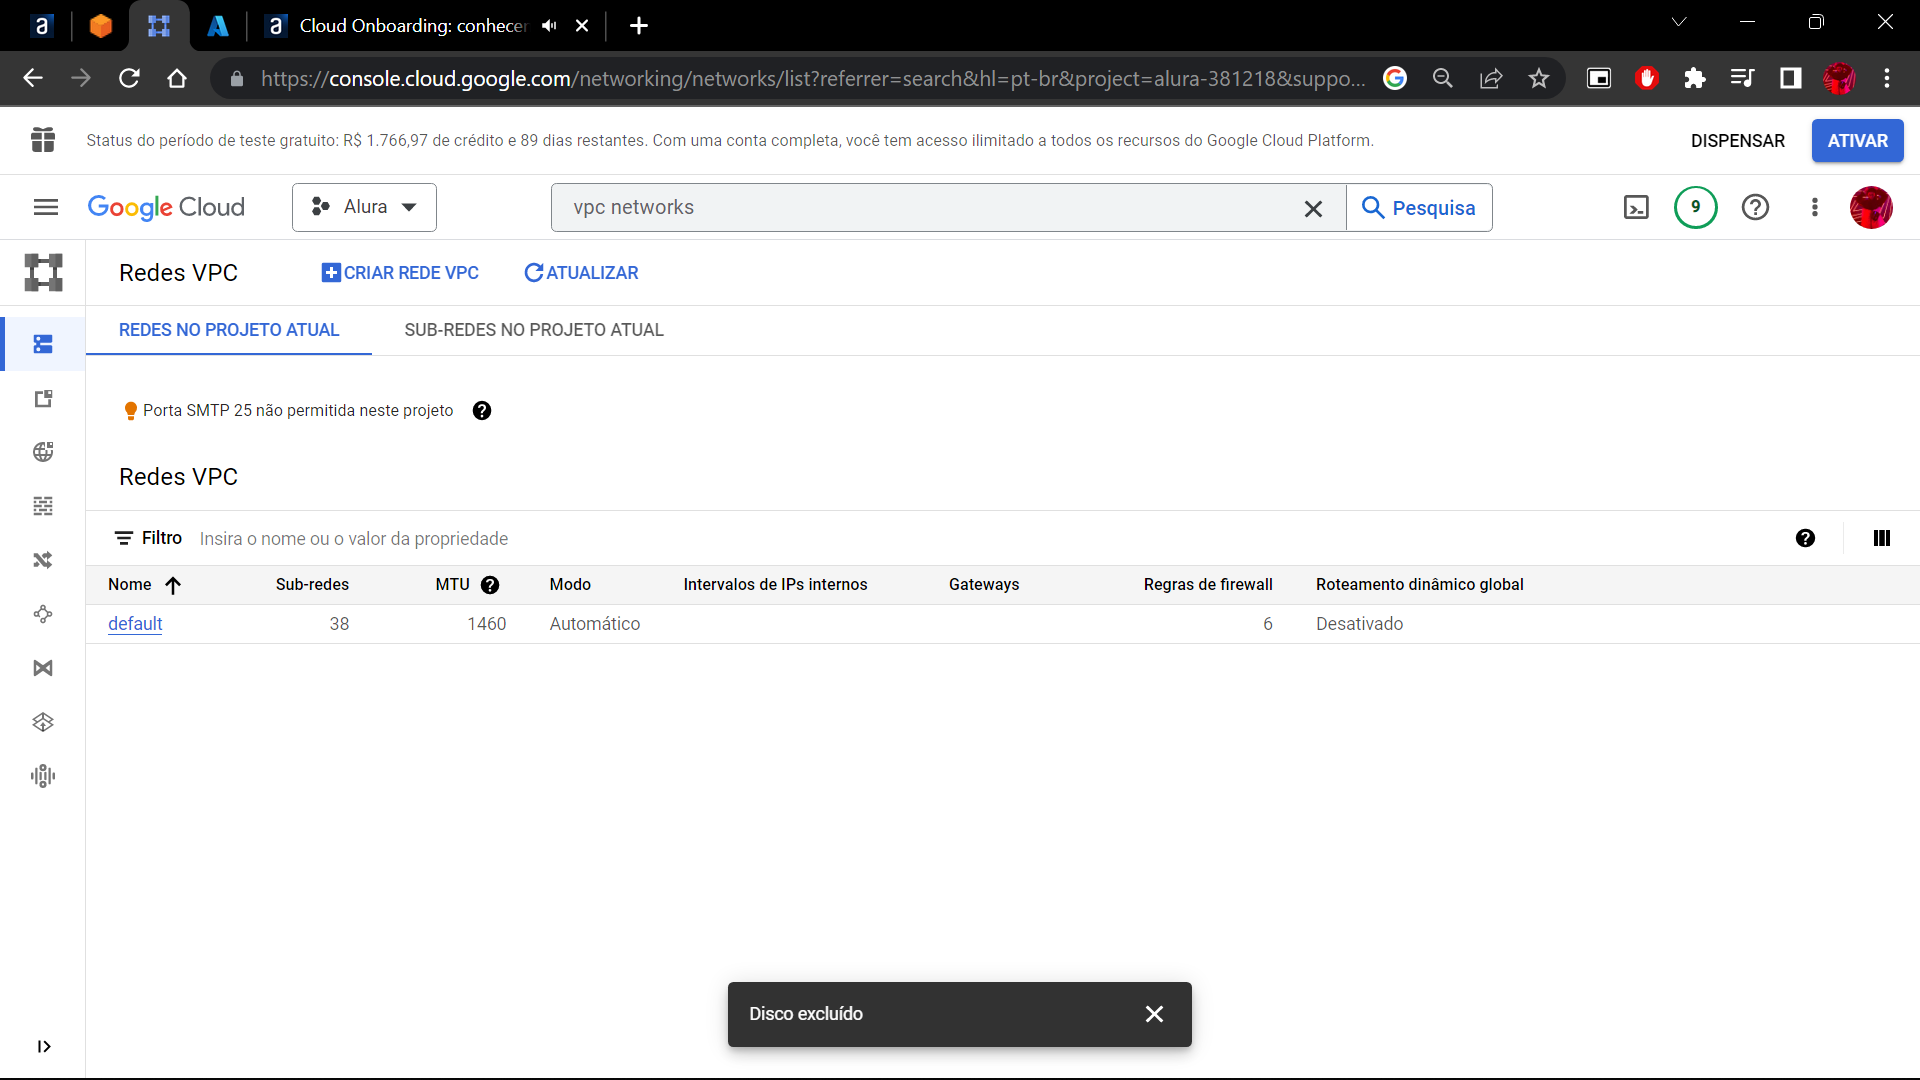 Cloud Onboarding: conhecer
https://console.cloud.google.com/networking/networks/list?referrer=search&hl=pt-br&project=alura-381218&suppo...
Status do período de teste gratuito: R$ 1.766,97 de crédito e 89 dias restantes. Com uma conta completa, você tem acesso ilimitado a todos os recursos do Google Cloud Platform.
DISPENSAR
ATIVAR
Google Cloud
Alura
vpc networks
Pesquisa
9
Redes VPC
CRIAR REDE VPC
ATUALIZAR
REDES NO PROJETO ATUAL
SUB-REDES NO PROJETO ATUAL
Porta SMTP 25 não permitida neste projeto
Redes VPC
Filtro Insira o nome ou o valor da propriedade
Nome Sub-redes MTU Modo Intervalos de IPs internos Gateways Regras de firewall Roteamento dinâmico global
default 38 1460 Automático 6 Desativado
Disco excluído